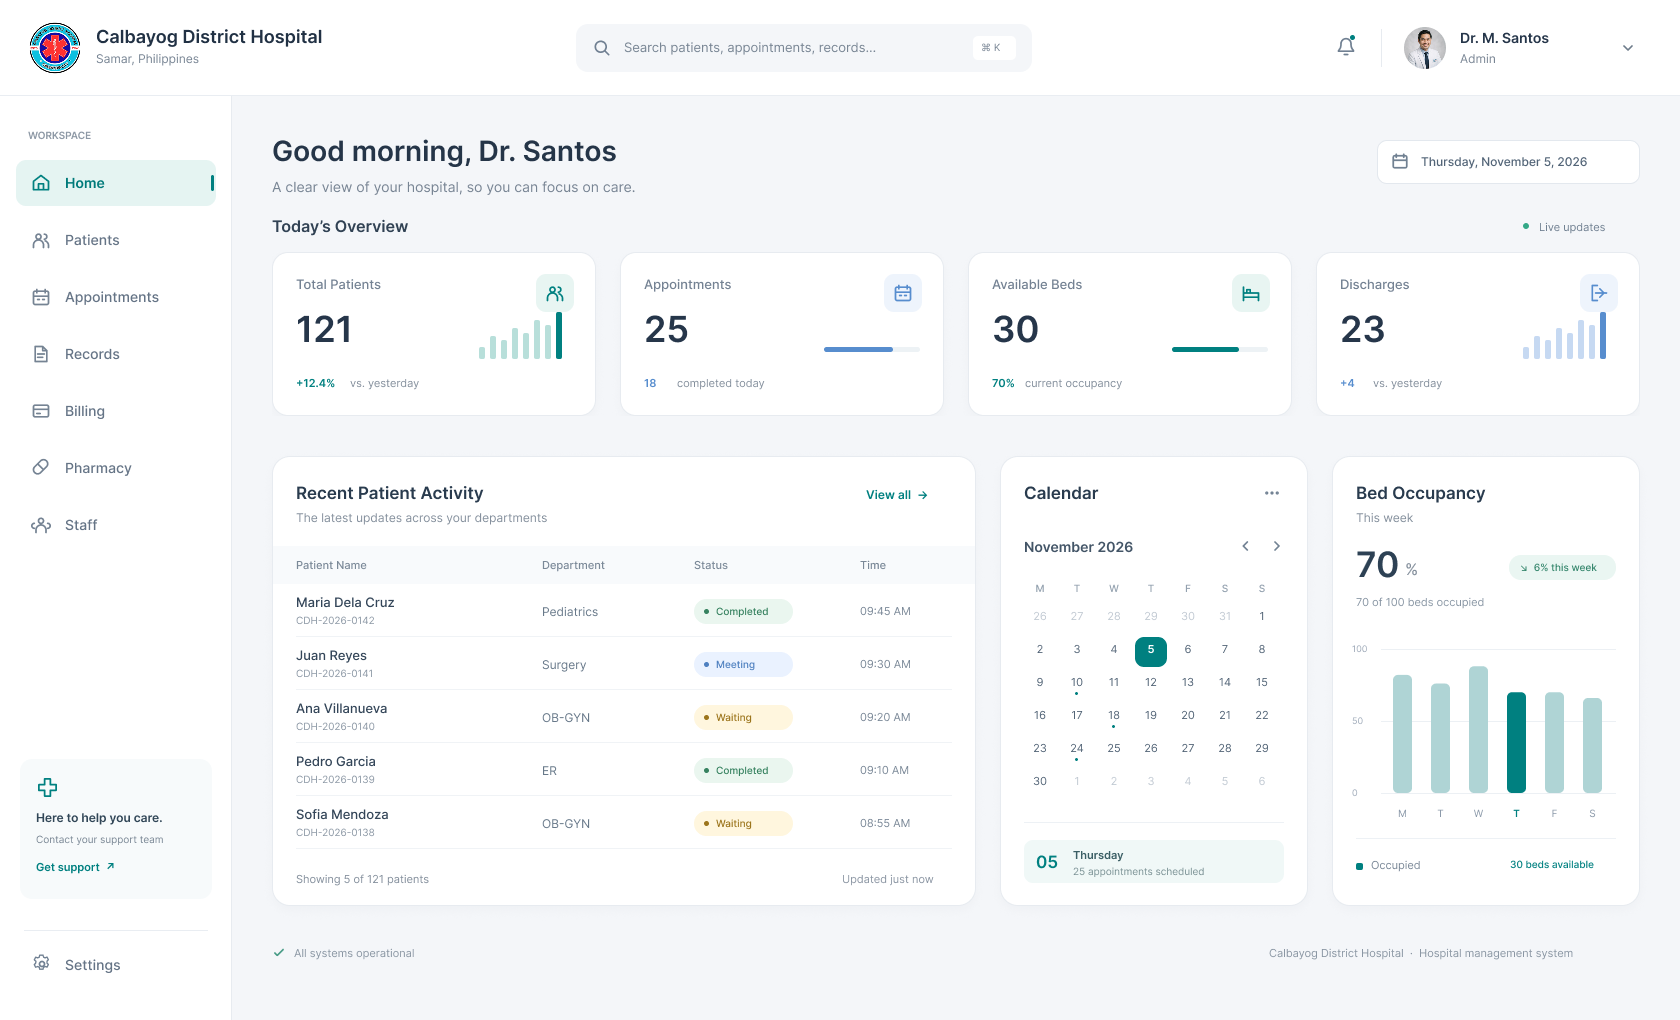 Calbayog District Hospital
Samar, Philippines
Search patients, appointments, records...
⌘ K
Dr. M. Santos
Admin
WORKSPACE
Home
Patients
Appointments
Records
Billing
Pharmacy
Staff
Here to help you care.
Contact your support team
Get support ↗
Settings
Good morning, Dr. Santos
A clear view of your hospital, so you can focus on care.
Thursday, November 5, 2026
Today’s Overview
Live updates
Total Patients
121
+12.4% vs. yesterday
Appointments
25
18 completed today
Available Beds
30
70% current occupancy
Discharges
23
+4 vs. yesterday
Recent Patient Activity
View all →
The latest updates across your departments
Patient Name Department Status Time
Maria Dela Cruz
CDH-2026-0142
Pediatrics Completed 09:45 AM
Juan Reyes
CDH-2026-0141
Surgery Meeting 09:30 AM
Ana Villanueva
CDH-2026-0140
OB-GYN Waiting 09:20 AM
Pedro Garcia
CDH-2026-0139
ER Completed 09:10 AM
Sofia Mendoza
CDH-2026-0138
OB-GYN Waiting 08:55 AM
Showing 5 of 121 patients Updated just now
Calendar
November 2026
M T W T F S S
26 27 28 29 30 31 1
2 3 4 5 6 7 8
9 10 11 12 13 14 15
16 17 18 19 20 21 22
23 24 25 26 27 28 29
30 1 2 3 4 5 6
05
Thursday
25 appointments scheduled
Bed Occupancy
This week
70 %
↘ 6% this week
70 of 100 beds occupied
100
50
0
M T W T F S
Occupied 30 beds available
All systems operational
Calbayog District Hospital · Hospital management system